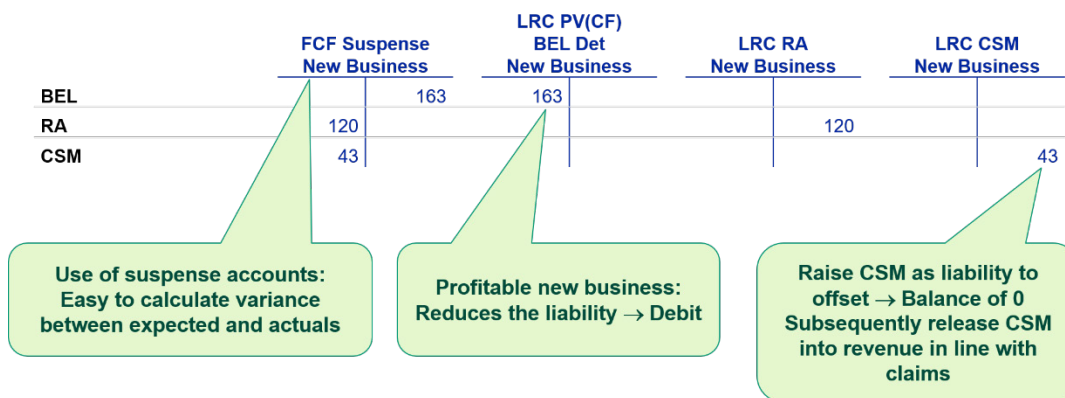 LRC PV(CF)
FCF Suspense BEL Det LRC RA LRC CSM
New Business New Business New Business New Business
BEL 163 163
RA 120 120
CSM 43 43
Use of suspense accounts:
Easy to calculate variance
between expected and actuals
Profitable new business:
Reduces the liability → Debit
Raise CSM as liability to
offset → Balance of 0
Subsequently release CSM
into revenue in line with
claims